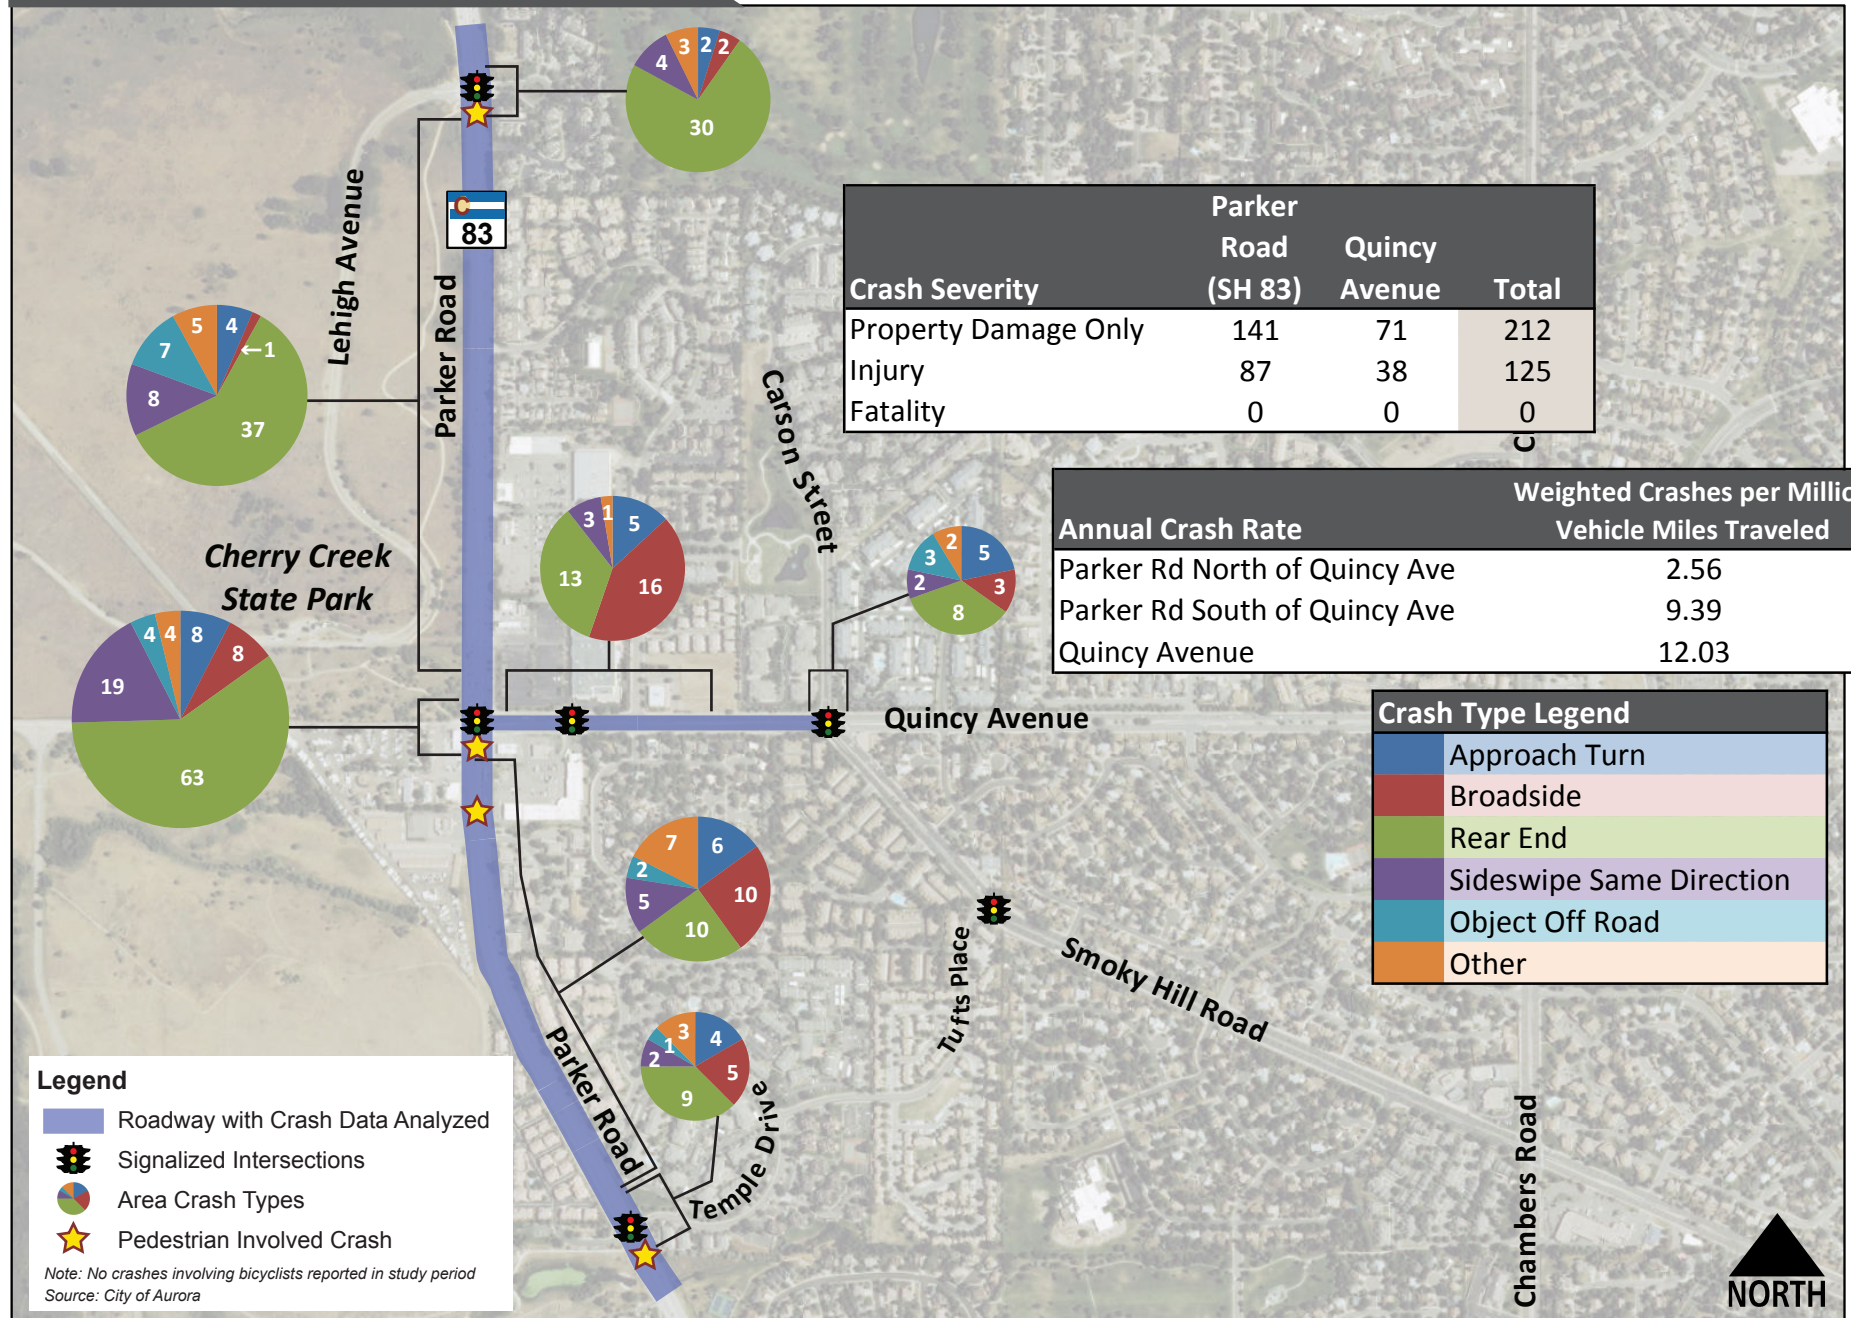 2
2
30
4
3
C
83
Lehigh Avenue
Parker Road
4
1
37
8
7
5
Parker
Road Quincy
Crash Severity (SH 83) Avenue Total
Property Damage Only 141 71 212
Injury 87 38 125
Fatality 0 0 0
Carson Street
Weighted Crashes per Millio
Annual Crash Rate Vehicle Miles Traveled
Parker Rd North of Quincy Ave 2.56
Parker Rd South of Quincy Ave 9.39
Quincy Avenue 12.03
Cherry Creek
State Park
5
16
13
3
1
5
3
8
2
3
2
8
8
63
19
4
4
Quincy Avenue
Crash Type Legend
Approach Turn
Broadside
Rear End
Sideswipe Same Direction
Object Off Road
Other
6
10
10
5
2
7
Tufts Place
Smoky Hill Road
Parker Road
4
5
9
2
1
3
Temple Drive
Chambers Road
Legend
Roadway with Crash Data Analyzed
Signalized Intersections
Area Crash Types
Pedestrian Involved Crash
Note: No crashes involving bicyclists reported in study period
Source: City of Aurora
NORTH